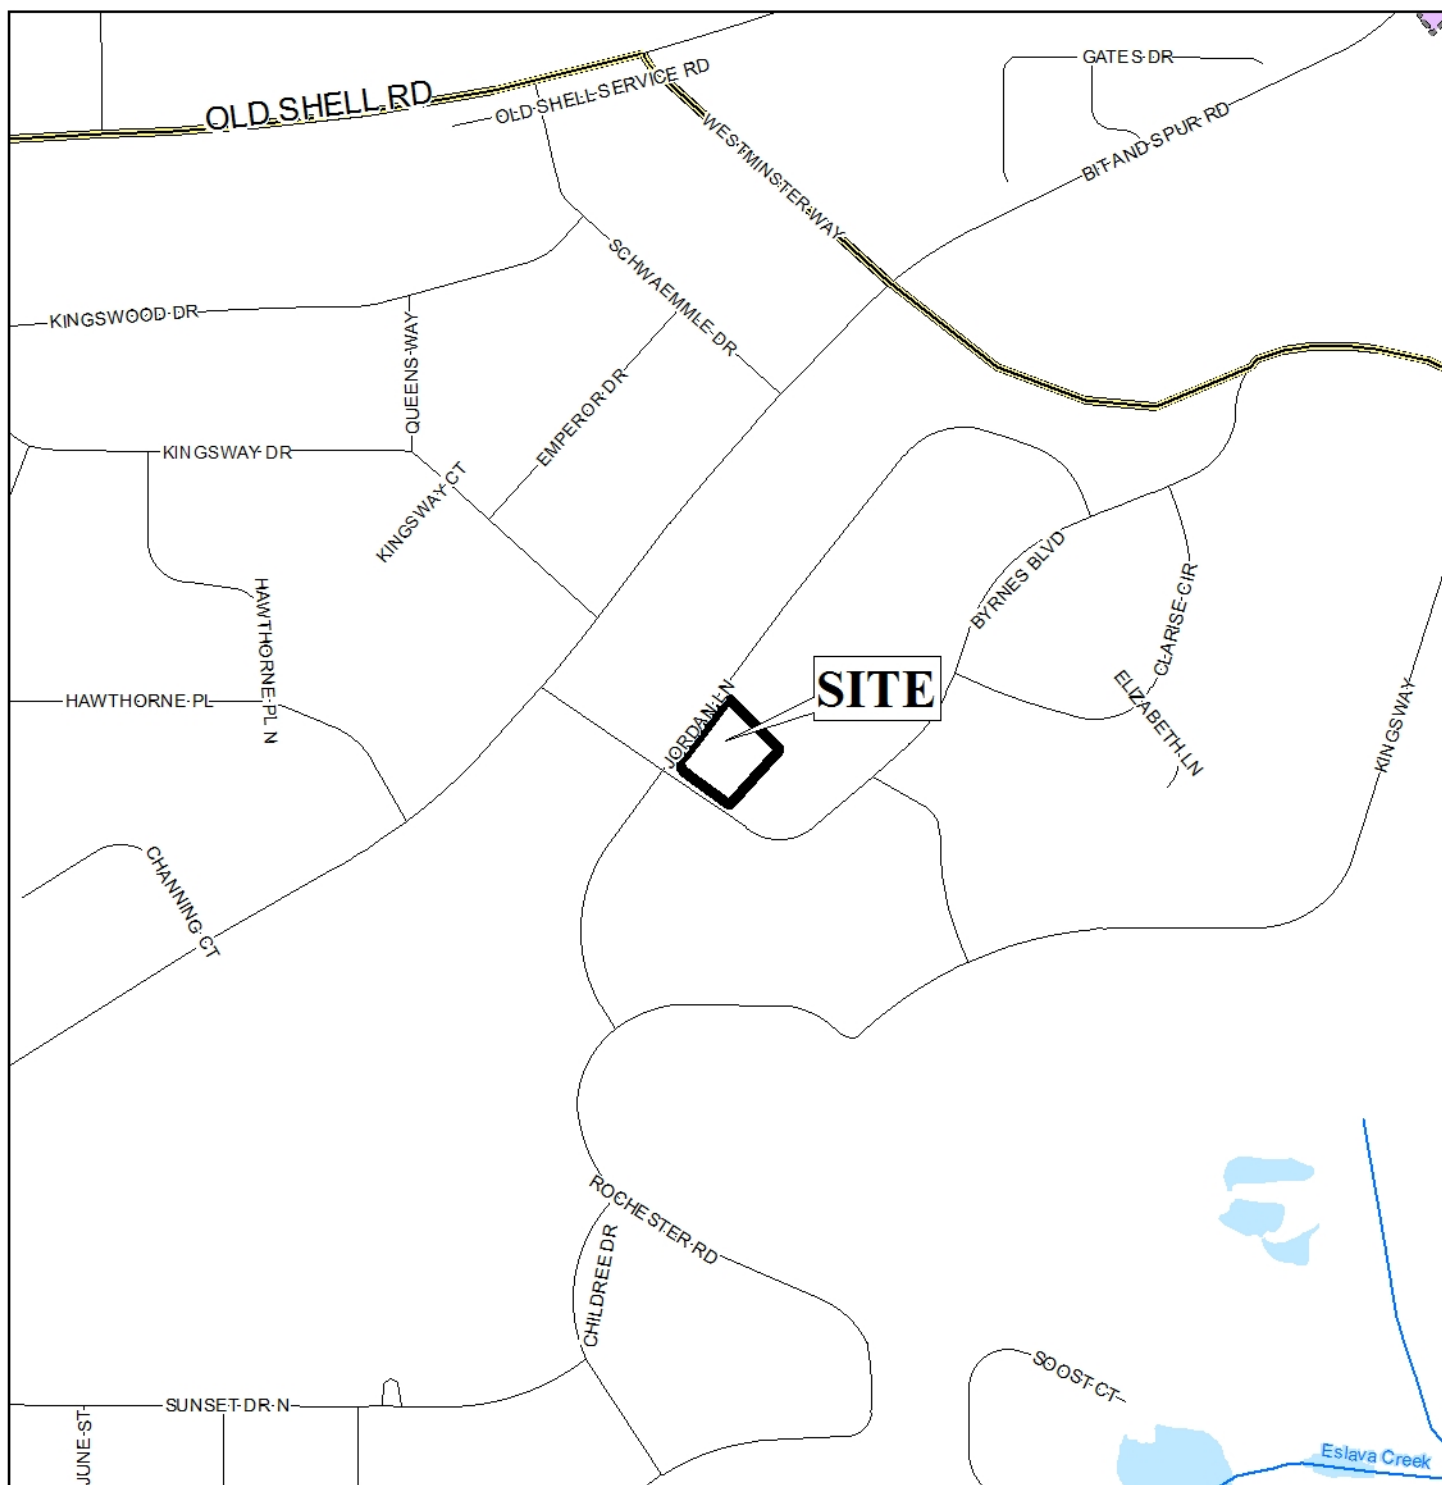 GATES DR
OLD SHELL RD
OLD SHELL SERVICE RD
BIT AND SPUR RD
WESTMINSTER WAY
SCHWAEMMLE DR
KINGSWOOD DR
QUEENS WAY
EMPEROR DR
KINGSWAY DR
KINGSWAY CT
BYRNES BLVD
CLARISE CIR
HAWTHORNE PL N
HAWTHORNE PL
JORDAN LN
SITE
ELIZABETH LN
KINGSWAY
CHANNING CT
ROCHESTER RD
CHILDREE DR
SOOST CT
SUNSET DR N
JUNE ST
Eslava Creek